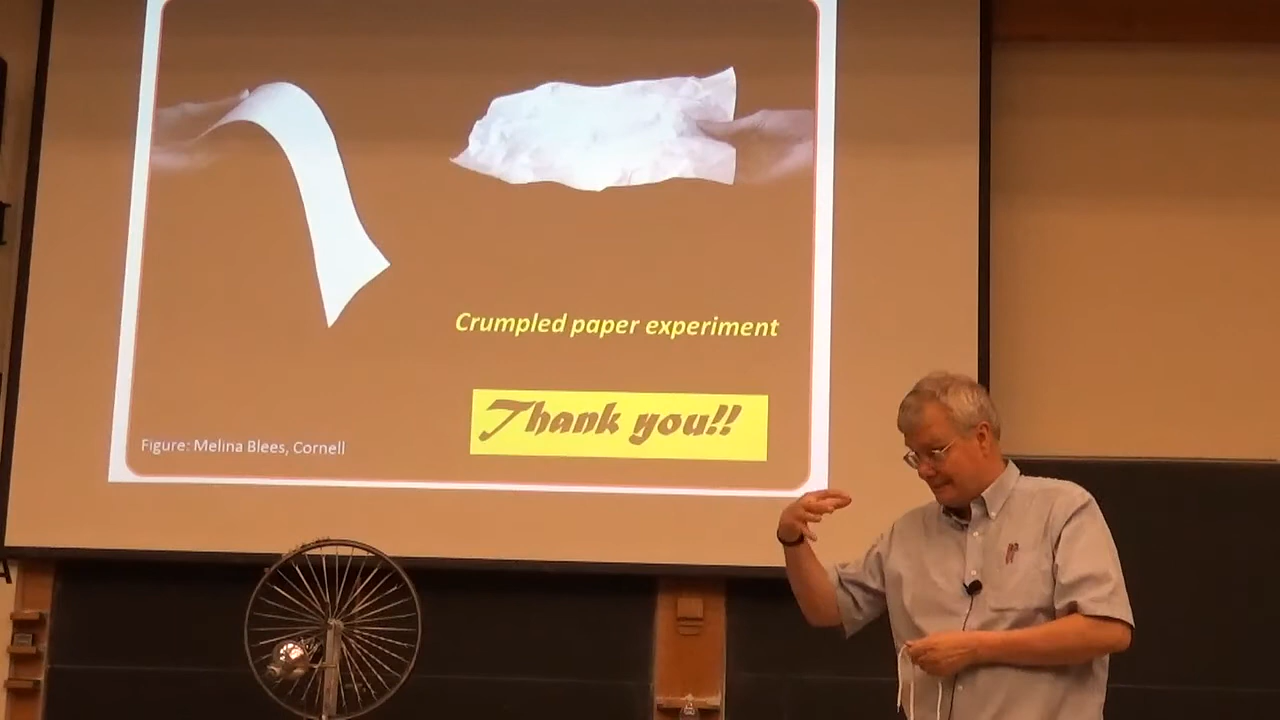 Crumpled paper experiment
Thank you!!
Figure: Melina Blees, Cornell